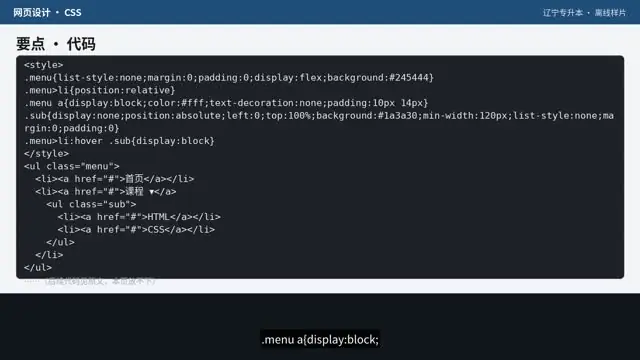 网页设计 · CSS
辽宁专升本 · 离线样片
要点 · 代码
<style>
.menu{list-style:none;margin:0;padding:0;display:flex;background:#245444}
.menu>li{position:relative}
.menu a{display:block;color:#fff;text-decoration:none;padding:10px 14px}
.sub{display:none;position:absolute;left:0;top:100%;background:#1a3a30;min-width:120px;list-style:none;ma
rgin:0;padding:0}
.menu>li:hover .sub{display:block}
</style>
<ul class="menu">
  <li><a href="#">首页</a></li>
  <li><a href="#">课程 ▼</a>
    <ul class="sub">
      <li><a href="#">HTML</a></li>
      <li><a href="#">CSS</a></li>
    </ul>
  </li>
</ul>
.menu a{display:block;